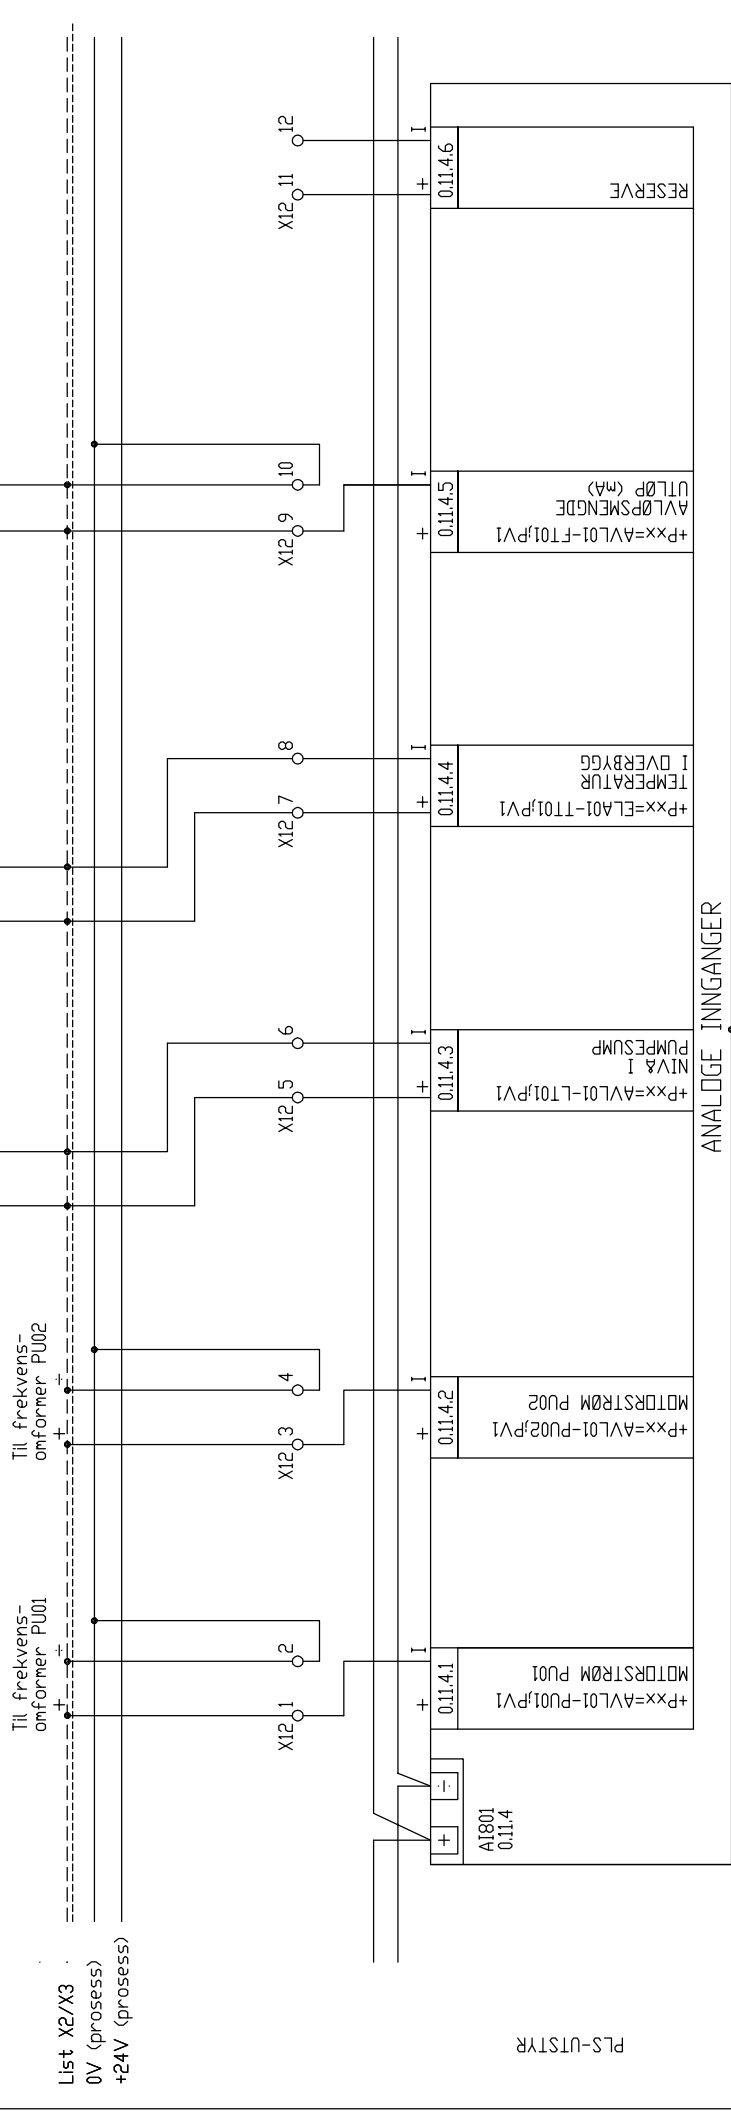 List X2/X3
0V (prosess)
+24V (prosess)
Til frekvens-
omformer PU01
+ ÷
Til frekvens-
omformer PU02
+ ÷
X12 1 2
X12 3 4
X12 5 6
X12 7 8
X12 9 10
X12 11 12
+ ÷
AI801
0.11.4
+ I
0.11.4.1
+Pxx=AVL01-PU01;PV1
MOTORSTRØM PU01
+ I
0.11.4.2
+Pxx=AVL01-PU02;PV1
MOTORSTRØM PU02
+ I
0.11.4.3
+Pxx=AVL01-LT01;PV1
NIVÅ I
PUMPESUMP
+ I
0.11.4.4
+Pxx=ELA01-TT01;PV1
TEMPERATUR
I OVERBYGG
+ I
0.11.4.5
+Pxx=AVL01-FT01;PV1
AVLØPSMENGDE
UTLØP (mA)
+ I
0.11.4.6
RESERVE
ANALOGE INNGANGER
PLS-UTSTYR